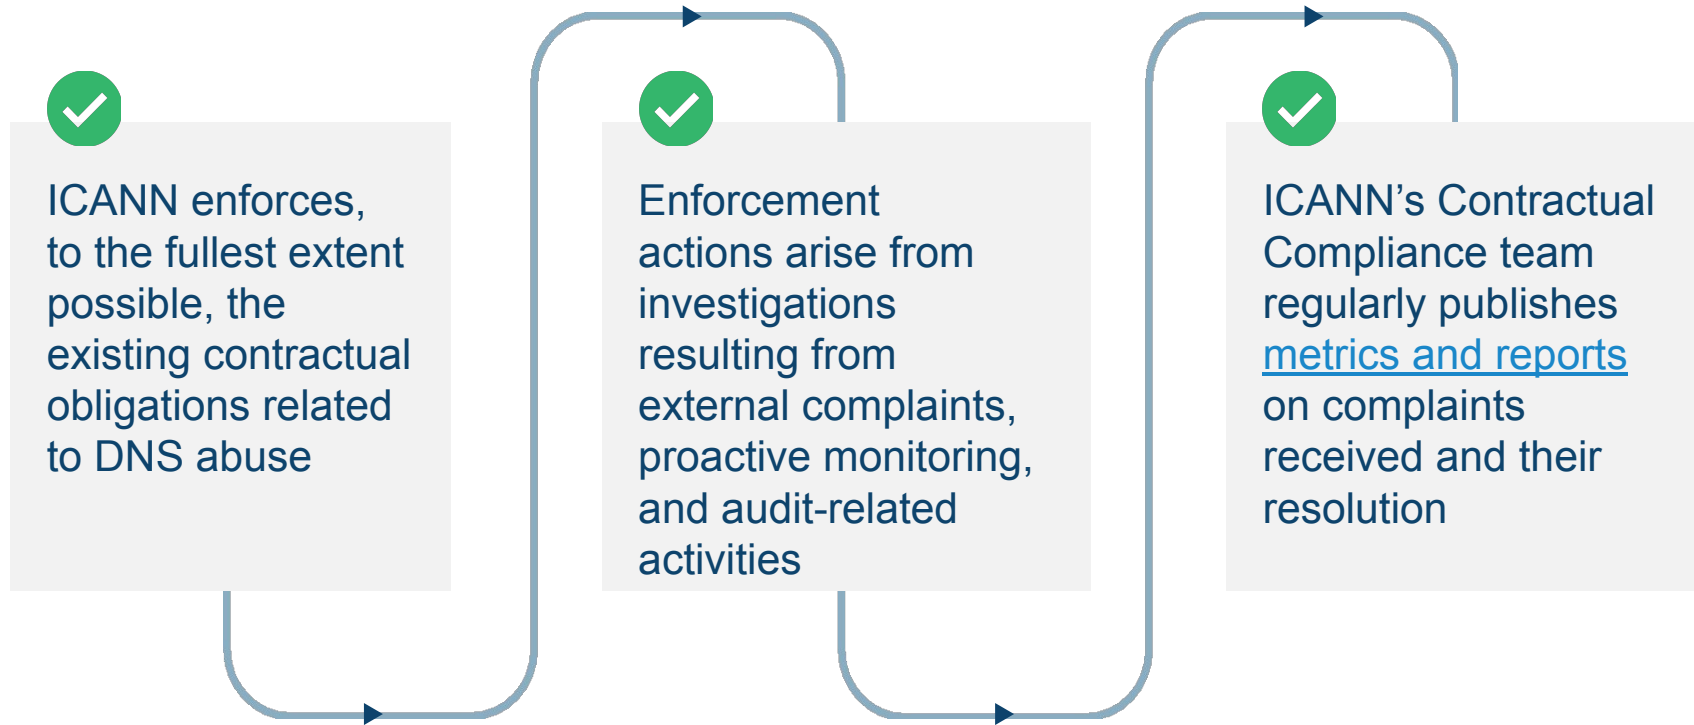 ICANN enforces,
to the fullest extent
possible, the
existing contractual
obligations related
to DNS abuse
Enforcement
actions arise from
investigations
resulting from
external complaints,
proactive monitoring,
and audit-related
activities
ICANN’s Contractual
Compliance team
regularly publishes
metrics and reports
on complaints
received and their
resolution